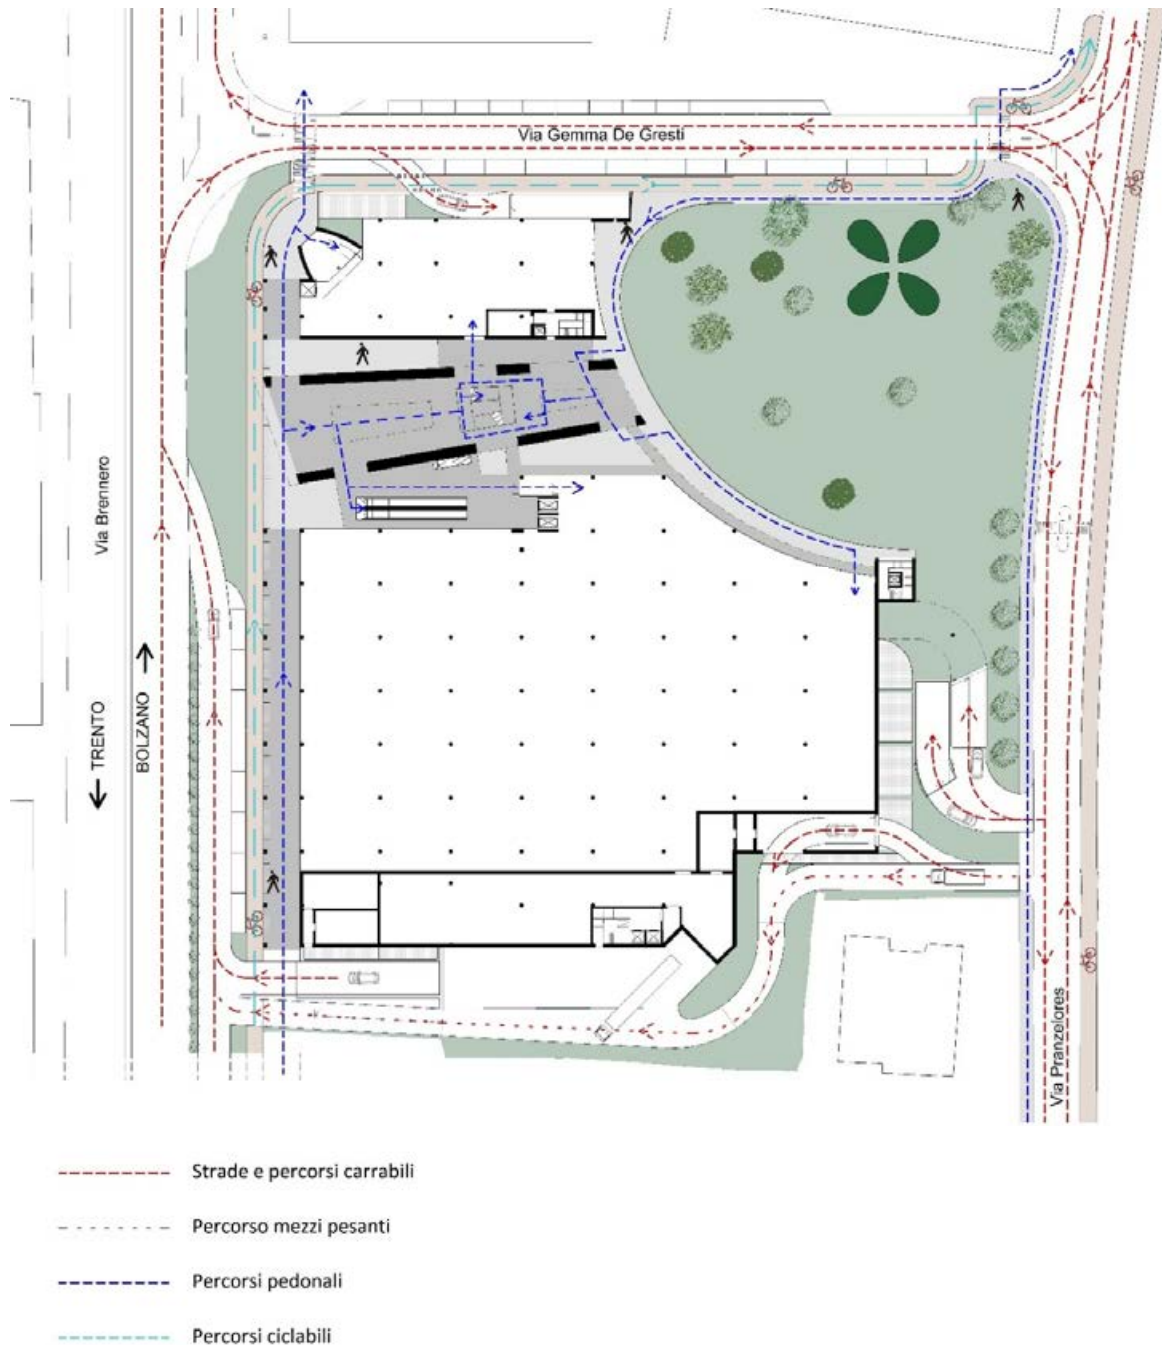 Via Gemma De Gresti
Via Brennero
← TRENTO
BOLZANO →
Via Pranzelores
Strade e percorsi carrabili
Percorso mezzi pesanti
Percorsi pedonali
Percorsi ciclabili